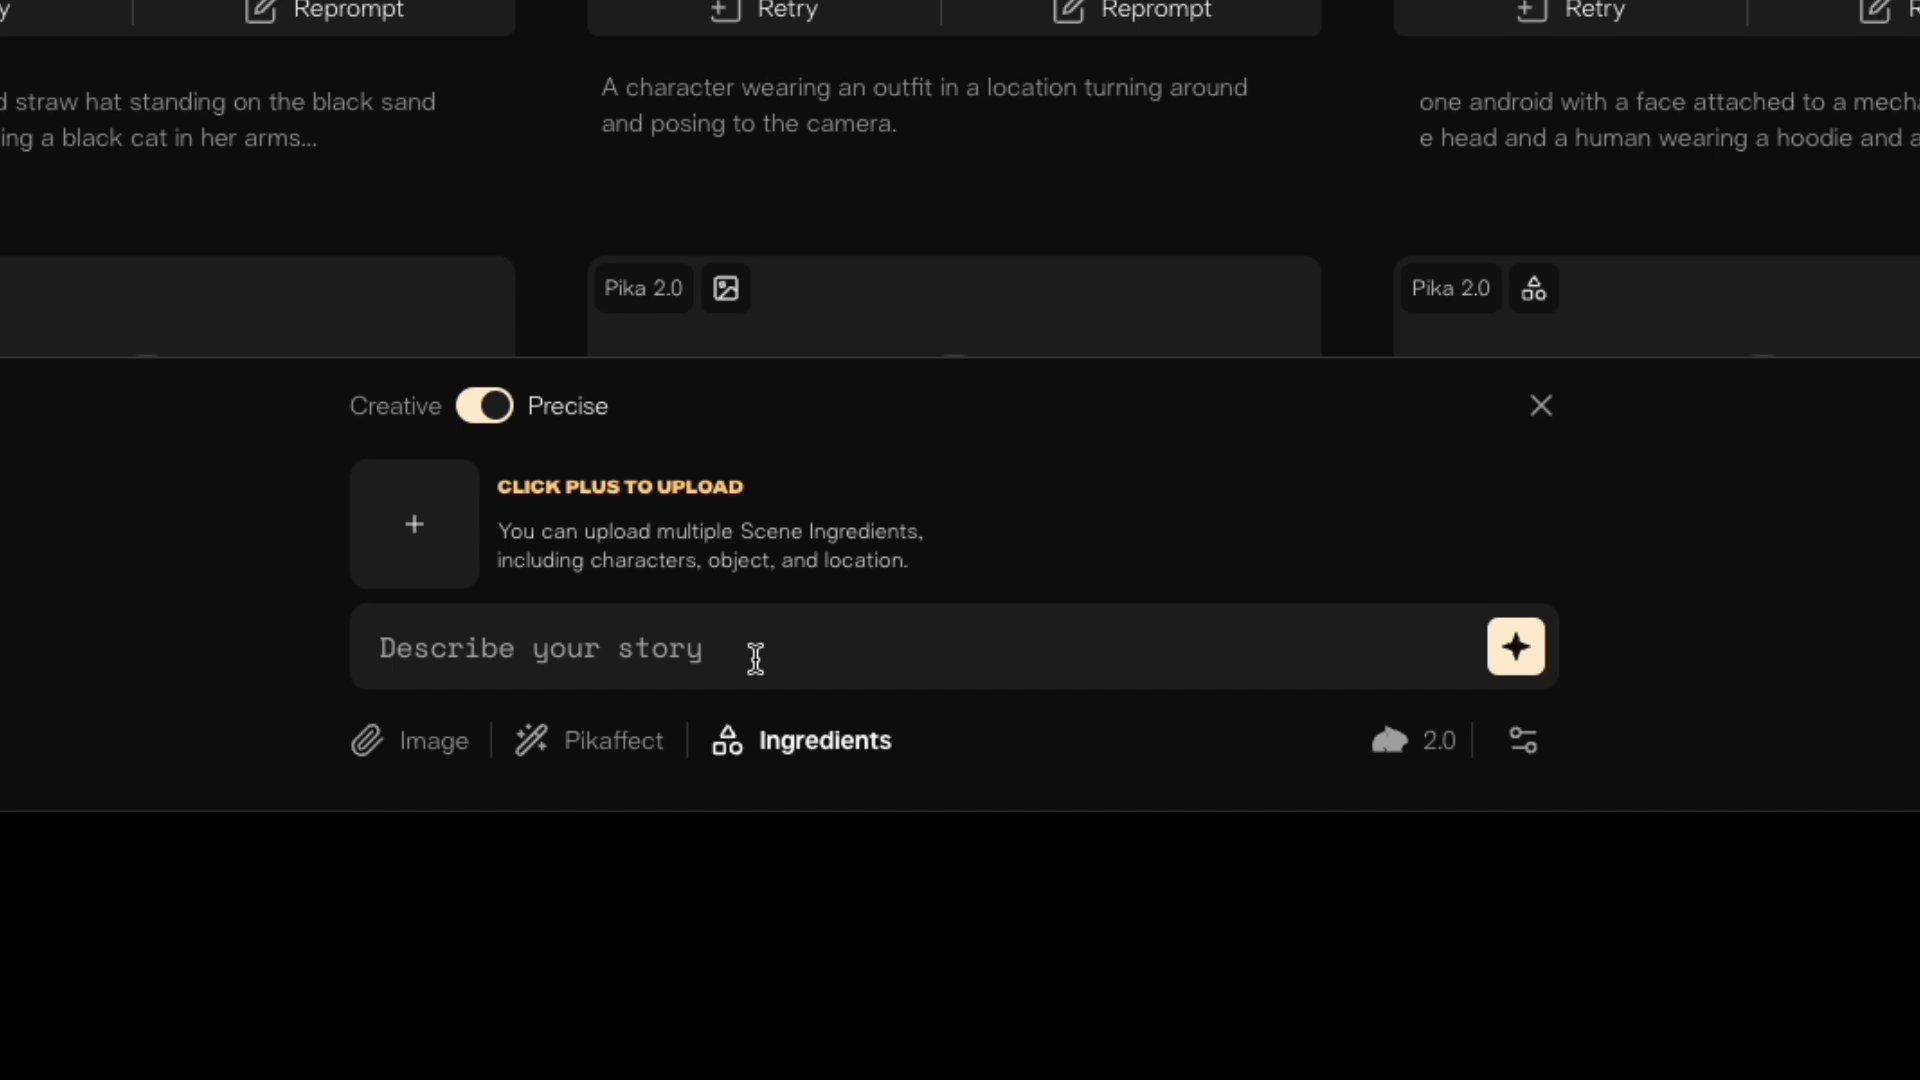 y
Reprompt
Retry
Reprompt
Retry
R
d straw hat standing on the black sand
ing a black cat in her arms...
A character wearing an outfit in a location turning around
and posing to the camera.
one android with a face attached to a mecha
e head and a human wearing a hoodie and a
Pika 2.0
Pika 2.0
Creative
Precise
CLICK PLUS TO UPLOAD
You can upload multiple Scene Ingredients,
including characters, object, and location.
Describe your story
Image
Pikaffect
Ingredients
2.0